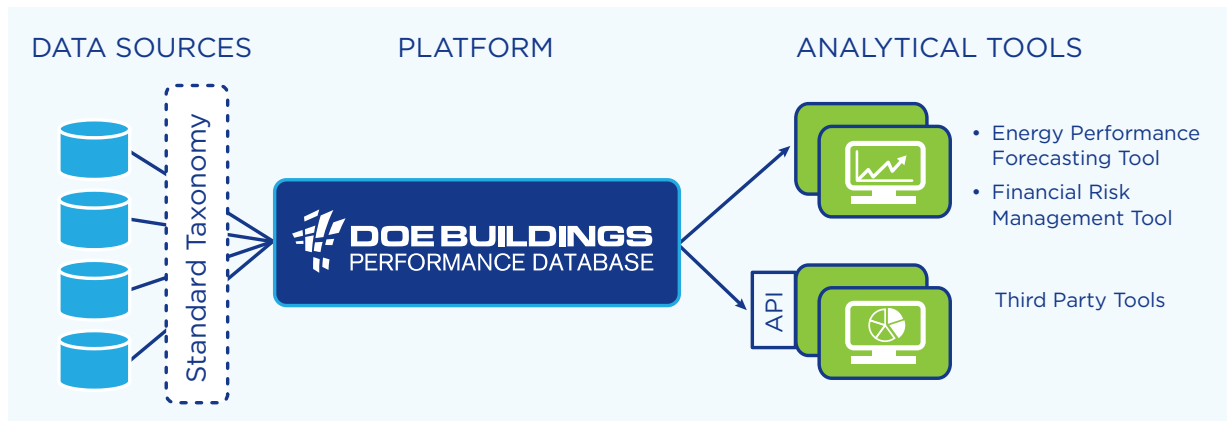 DATA SOURCES
PLATFORM
ANALYTICAL TOOLS
Standard Taxonomy
DOE BUILDINGS
PERFORMANCE DATABASE
• Energy Performance
Forecasting Tool
• Financial Risk
Management Tool
API
Third Party Tools